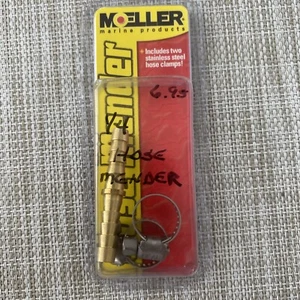 MOELLER
marine products
+ Includes two
stainless steel
hose clamps!
6.95
HOSE
MENDER